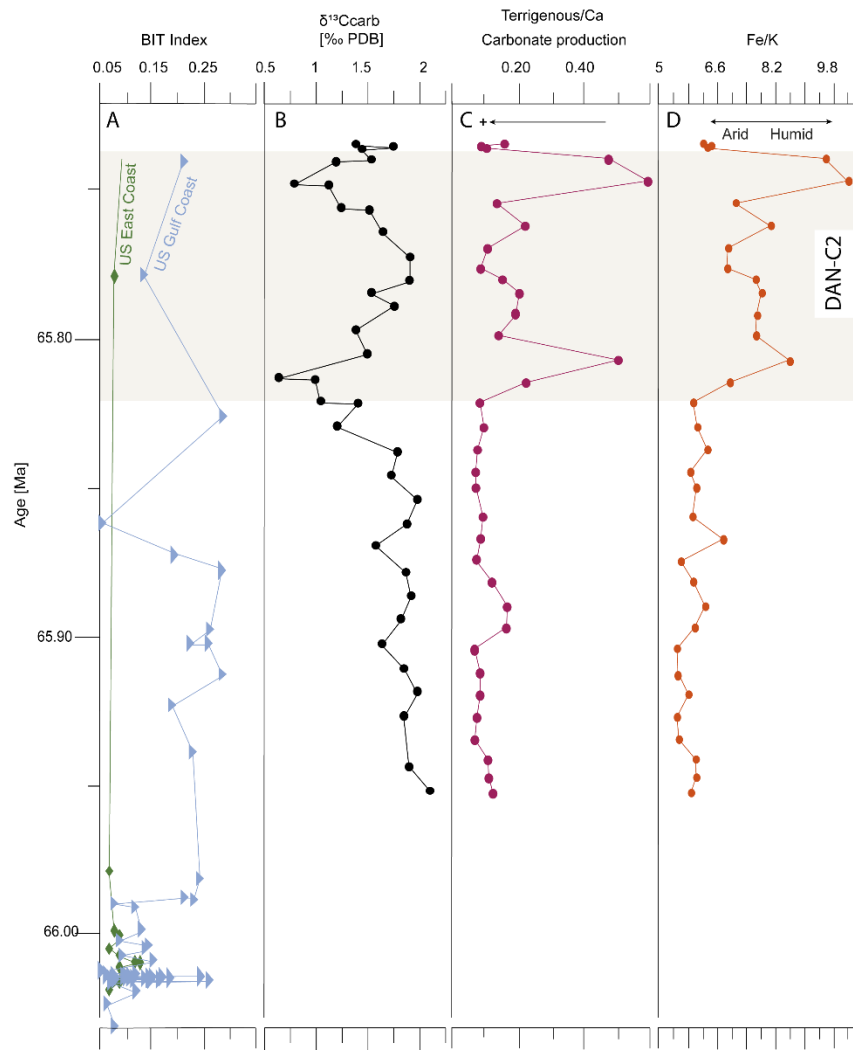 BIT Index
δ¹³Ccarb
[‰ PDB]
Terrigenous/Ca
Carbonate production
Fe/K
0.05 0.15 0.25
0.5 1 1.5 2
0.20 0.40
5 6.6 8.2 9.8
A
B
C
+
D
Arid Humid
US East Coast
US Gulf Coast
DAN-C2
65.80
Age [Ma]
65.90
66.00